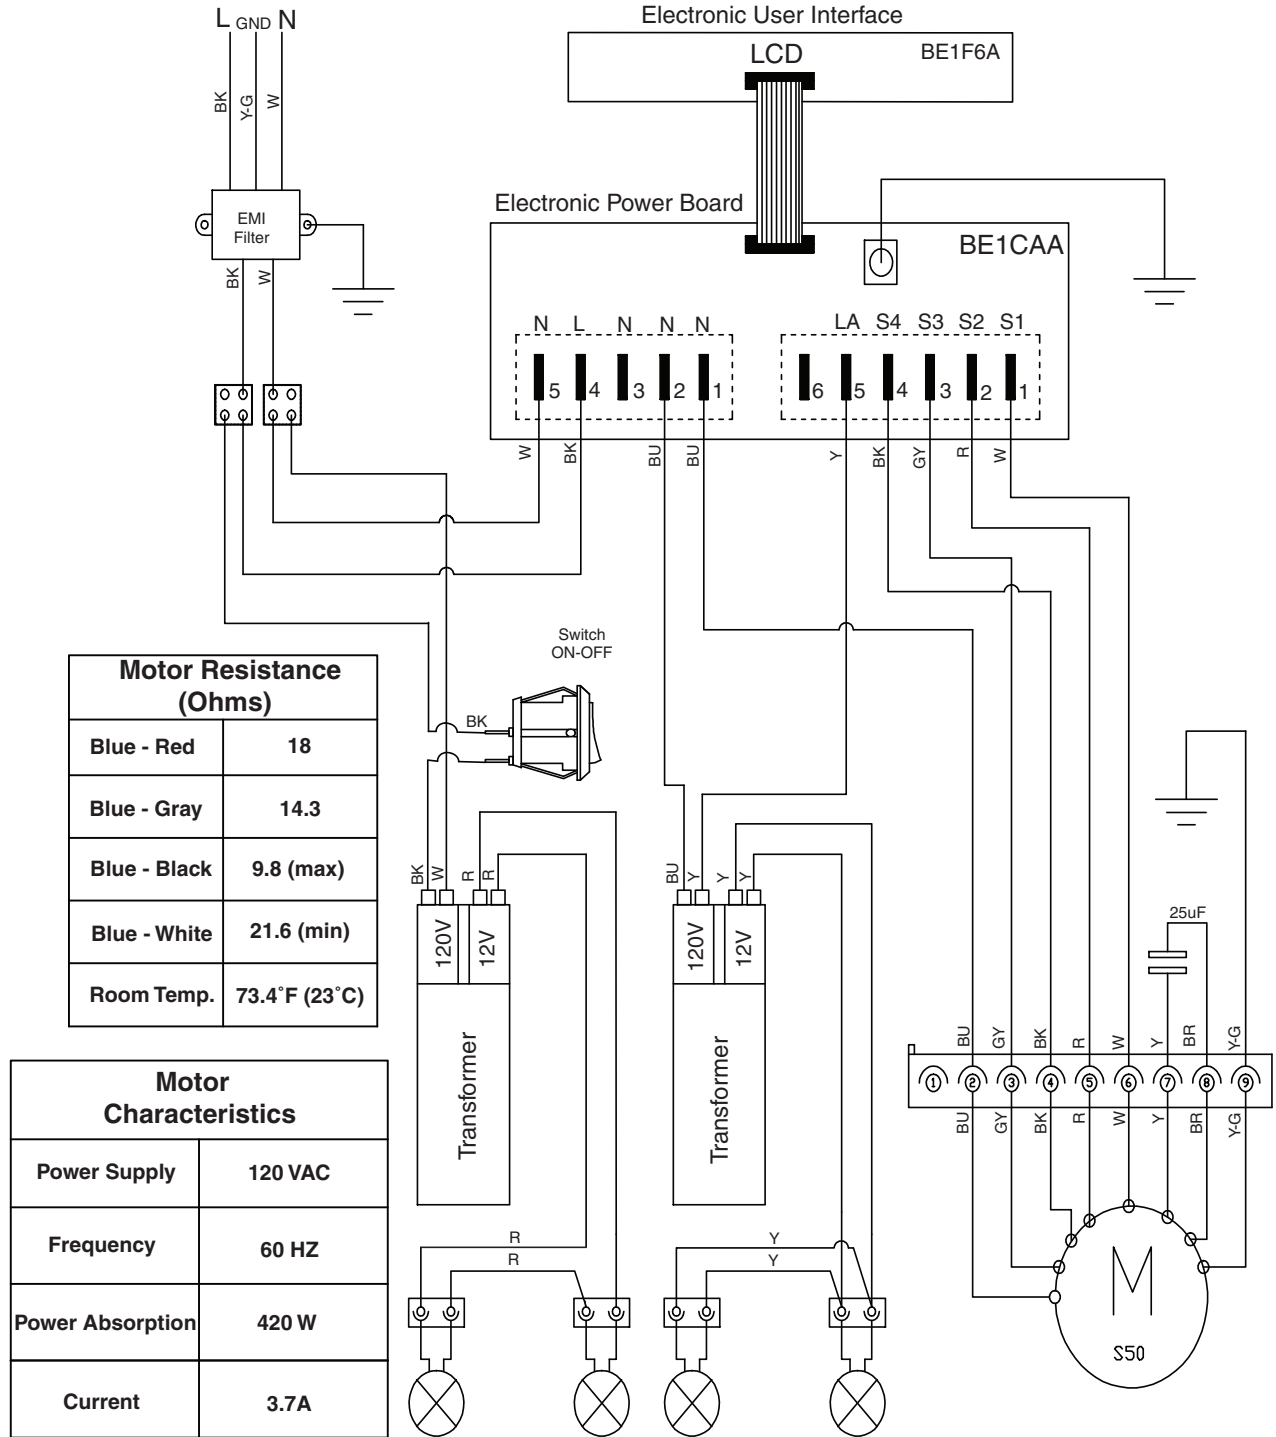 L GND N
BK
Y-G
W
EMI
Filter
BK
W
Electronic User Interface
LCD
BE1F6A
Electronic Power Board
BE1CAA
N L N N N
5 4 3 2 1
LA S4 S3 S2 S1
6 5 4 3 2 1
W BK BU BU
Y BK GY R W
Switch
ON-OFF
BK
Motor Resistance
(Ohms)
Blue - Red 18
Blue - Gray 14.3
Blue - Black 9.8 (max)
Blue - White 21.6 (min)
Room Temp. 73.4˚F (23˚C)
BK W R R
120V 12V
Transformer
BU Y Y Y
120V 12V
Transformer
25uF
BU GY BK R W Y BR Y-G
1 2 3 4 5 6 7 8 9
BU GY BK R W Y BR Y-G
M
S50
R
R
Y
Y
Motor
Characteristics
Power Supply 120 VAC
Frequency 60 HZ
Power Absorption 420 W
Current 3.7A